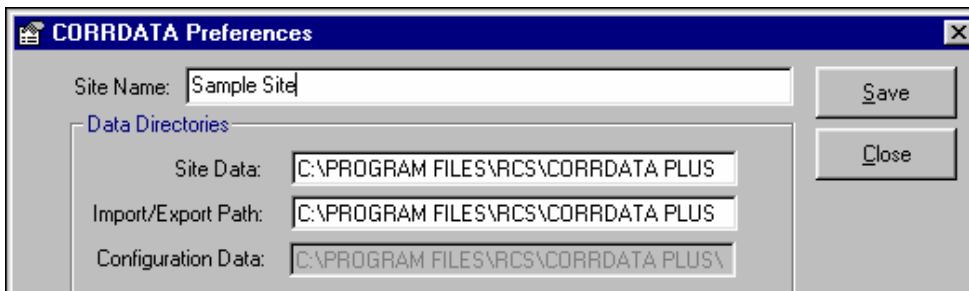 CORRDATA Preferences
Site Name: Sample Site
Save
Data Directories
Close
Site Data: C:\PROGRAM FILES\RCS\CORRDATA PLUS
Import/Export Path: C:\PROGRAM FILES\RCS\CORRDATA PLUS
Configuration Data: C:\PROGRAM FILES\RCS\CORRDATA PLUS\